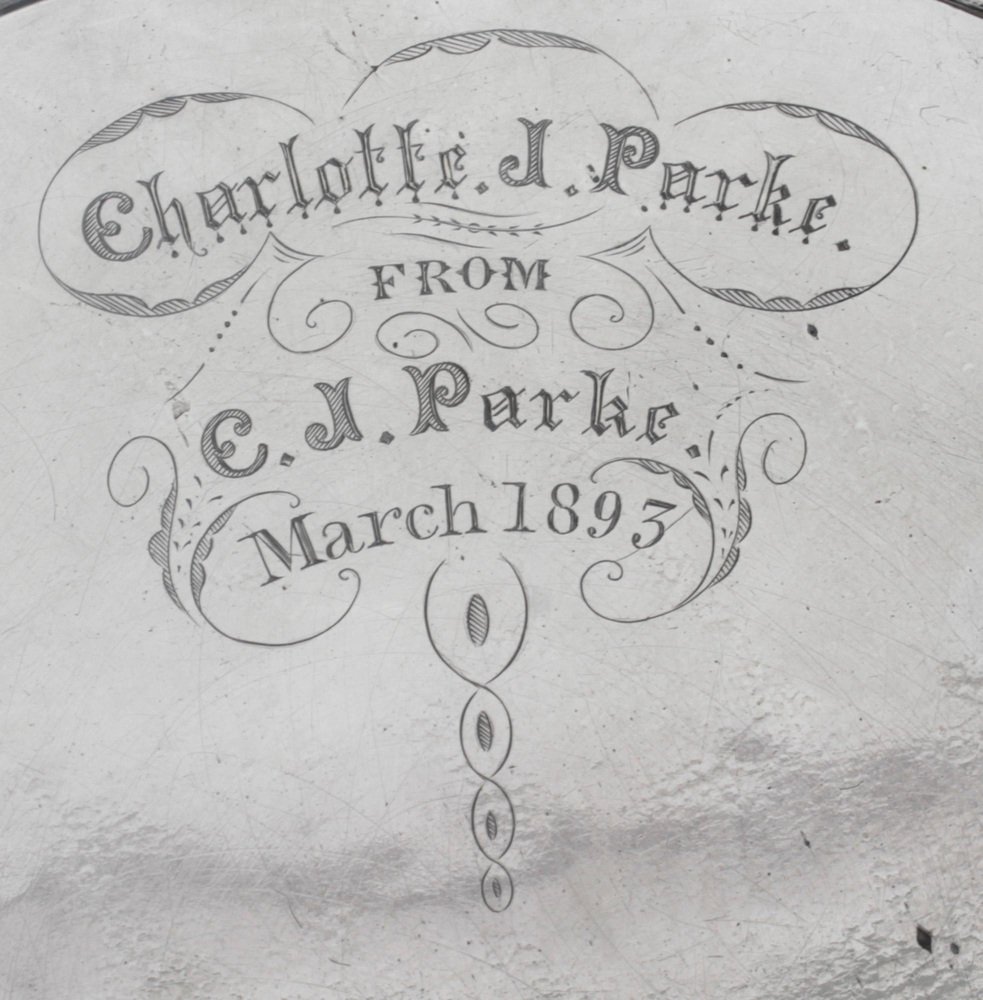 Charlotte. J. Parke.
FROM
C. J. Parke.
March 1893